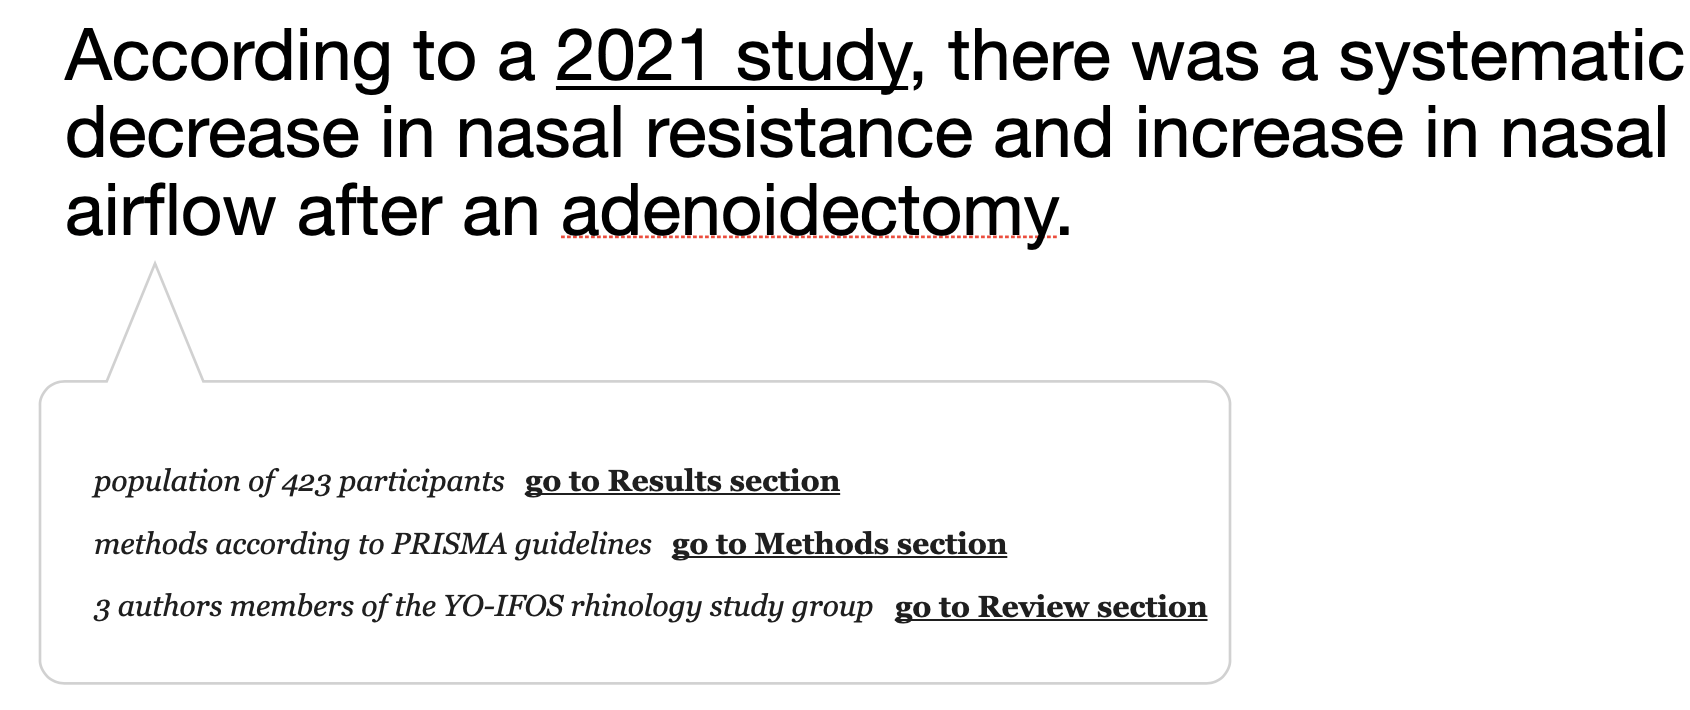 According to a 2021 study, there was a systematic
decrease in nasal resistance and increase in nasal
airflow after an adenoidectomy.
population of 423 participants go to Results section
methods according to PRISMA guidelines go to Methods section
3 authors members of the YO-IFOS rhinology study group go to Review section